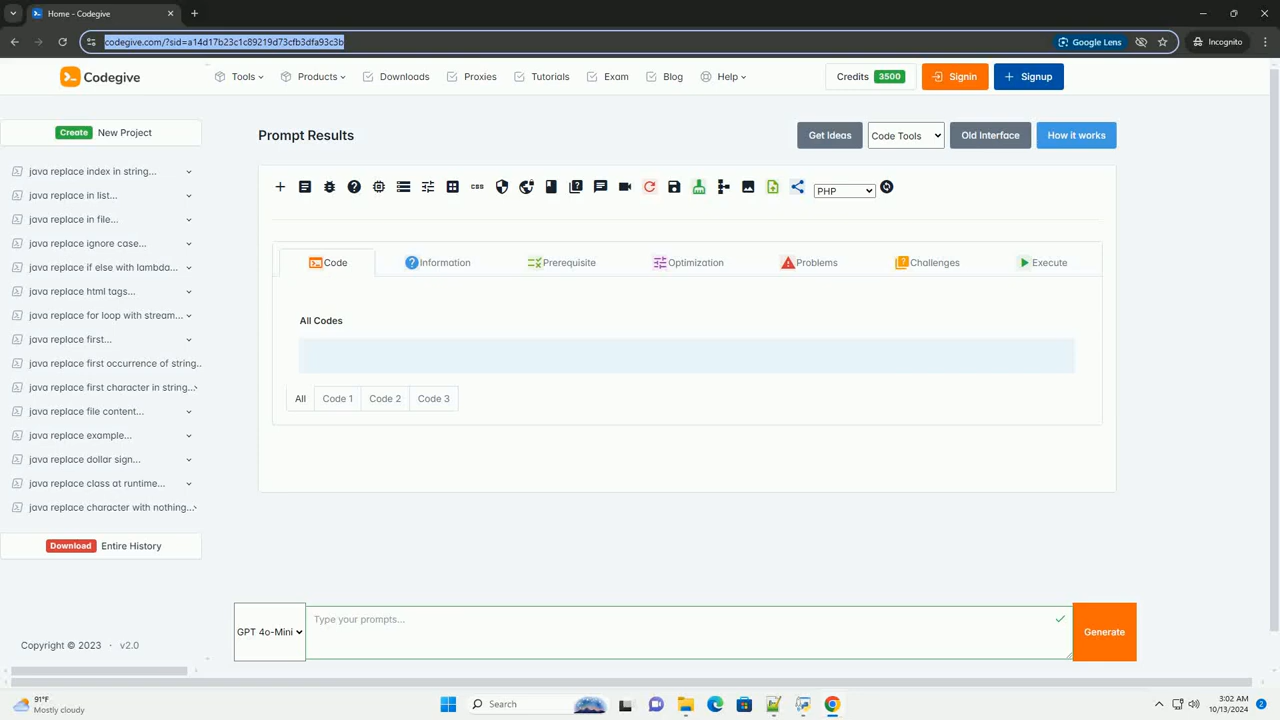 Home - Codegive
codegive.com/?sid=a14d17b23c1c89219d73cfb3dfa93c3b
Google Lens
Incognito
Codegive
Tools
Products
Downloads
Proxies
Tutorials
Exam
Blog
Help
Credits 3500
Signin
Signup
Create New Project
java replace index in string...
java replace in list...
java replace in file...
java replace ignore case...
java replace if else with lambda...
java replace html tags...
java replace for loop with stream...
java replace first...
java replace first occurrence of string..
java replace first character in string...
java replace file content...
java replace example...
java replace dollar sign...
java replace class at runtime...
java replace character with nothing...
Download Entire History
Copyright © 2023 · v2.0
Prompt Results
Get Ideas
Code Tools
Old Interface
How it works
css
PHP
Code
Information
Prerequisite
Optimization
Problems
Challenges
Execute
All Codes
All
Code 1
Code 2
Code 3
GPT 4o-Mini
Type your prompts...
Generate
91°F
Mostly cloudy
Search
3:02 AM
10/13/2024
2